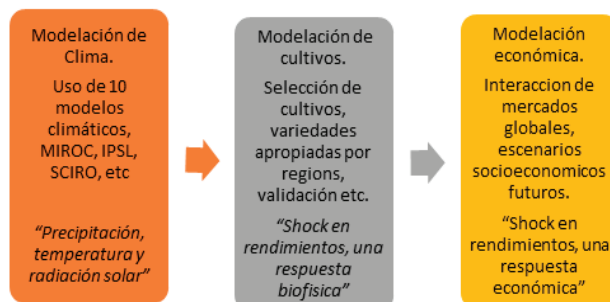 Modelación de
Clima.
Uso de 10
modelos
climáticos,
MIROC, IPSL,
SCIRO, etc
"Precipitación,
temperatura y
radiación solar"
Modelación de
cultivos.
Selección de
cultivos,
variedades
apropiadas por
regions,
validación etc.
"Shock en
rendimientos, una
respuesta
biofisica"
Modelación
económica.
Interaccion de
mercados
globales,
escenarios
socioeconomicos
futuros.
"Shock en
rendimientos, una
respuesta
económica"